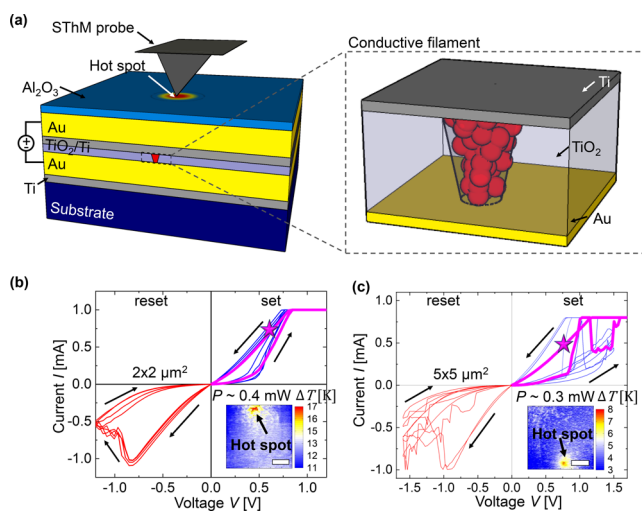 (a)
SThM probe
Hot spot
Al₂O₃
Au
TiO₂/Ti
Au
Ti
Substrate
Conductive filament
Ti
TiO₂
Au
(b)
reset
set
2x2 μm²
P ~ 0.4 mW ΔT [K]
Hot spot
17
16
15
14
13
12
11
1.0
0.5
0.0
-0.5
-1.0
Current I [mA]
-1.0 -0.5 0.0 0.5 1.0
Voltage V [V]
(c)
reset
set
5x5 μm²
P ~ 0.3 mW ΔT [K]
Hot spot
8
7
6
5
4
3
1.0
0.5
0.0
-0.5
-1.0
Current I [mA]
-1.5 -1.0 -0.5 0.0 0.5 1.0 1.5
Voltage V [V]